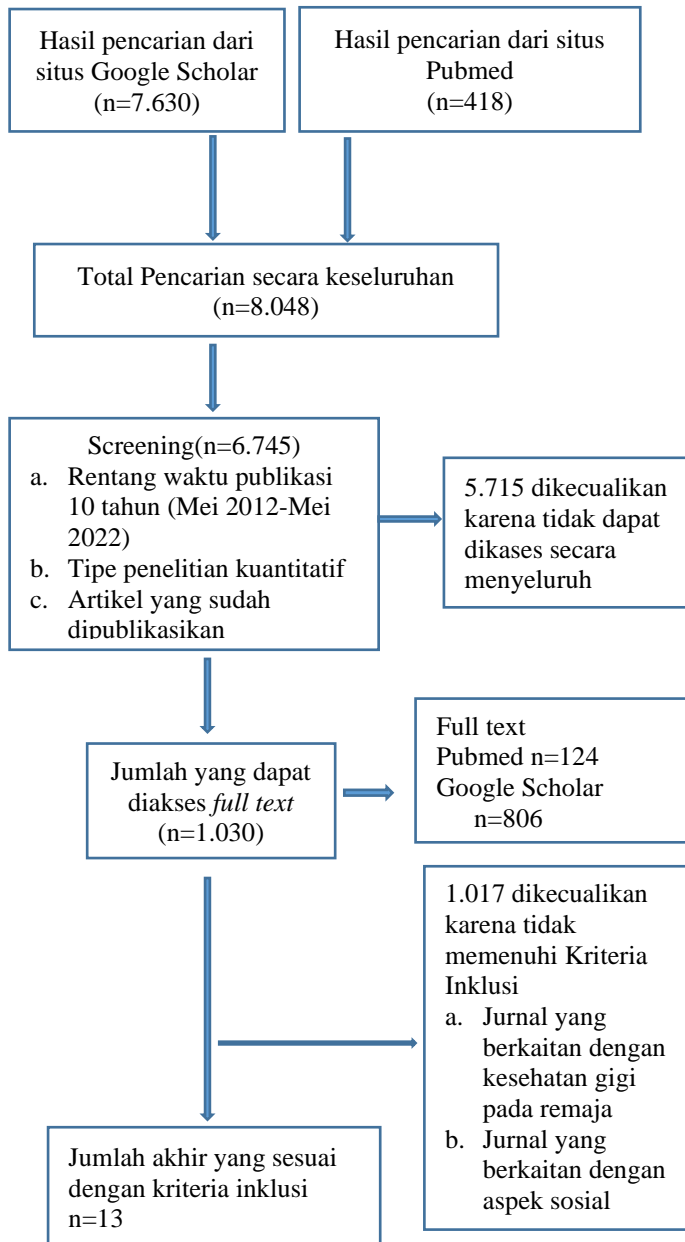 Hasil pencarian dari
situs Google Scholar
(n=7.630)
Hasil pencarian dari situs
Pubmed
(n=418)
Total Pencarian secara keseluruhan
(n=8.048)
Screening(n=6.745)
a. Rentang waktu publikasi
10 tahun (Mei 2012-Mei
2022)
b. Tipe penelitian kuantitatif
c. Artikel yang sudah
dipublikasikan
5.715 dikecualikan
karena tidak dapat
dikases secara
menyeluruh
Jumlah yang dapat
diakses full text
(n=1.030)
Full text
Pubmed n=124
Google Scholar
n=806
1.017 dikecualikan
karena tidak
memenuhi Kriteria
Inklusi
a. Jurnal yang
berkaitan dengan
kesehatan gigi
pada remaja
b. Jurnal yang
berkaitan dengan
aspek sosial
Jumlah akhir yang sesuai
dengan kriteria inklusi
n=13